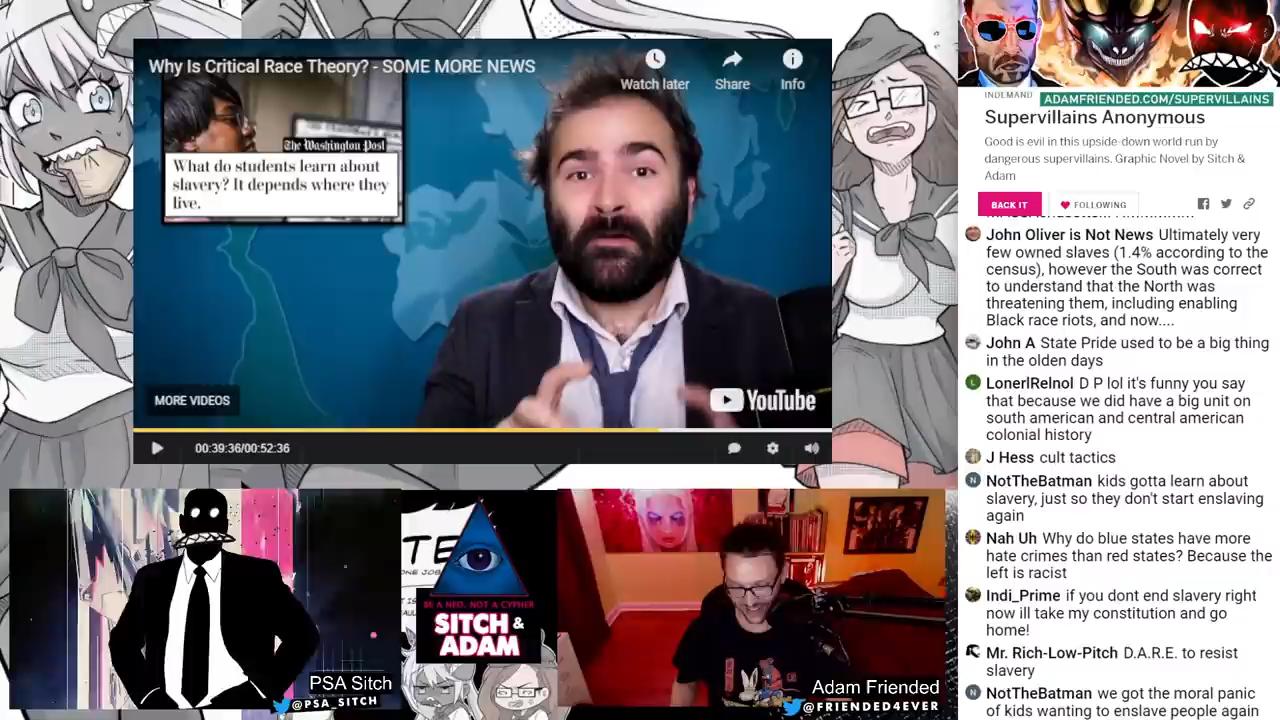 Why Is Critical Race Theory? - SOME MORE NEWS
Watch later
Share
Info
The Washington Post
What do students learn about
slavery? It depends where they
live.
MORE VIDEOS
YouTube
00:39:36/00:52:36
BE A NEO, NOT A CYPHER
SITCH &
ADAM
PSA Sitch
@PSA_SITCH
Adam Friended
@FRIENDED4EVER
INDEMAND
ADAMFRIENDED.COM/SUPERVILLAINS
Supervillains Anonymous
Good is evil in this upside-down world run by
dangerous supervillains. Graphic Novel by Sitch &
Adam
BACK IT
FOLLOWING
John Oliver is Not News Ultimately very
few owned slaves (1.4% according to the
census), however the South was correct
to understand that the North was
threatening them, including enabling
Black race riots, and now....
John A State Pride used to be a big thing
in the olden days
LonerlRelnol D P lol it's funny you say
that because we did have a big unit on
south american and central american
colonial history
J Hess cult tactics
NotTheBatman kids gotta learn about
slavery, just so they don't start enslaving
again
Nah Uh Why do blue states have more
hate crimes than red states? Because the
left is racist
Indi_Prime if you dont end slavery right
now ill take my constitution and go
home!
Mr. Rich-Low-Pitch D.A.R.E. to resist
slavery
NotTheBatman we got the moral panic
of kids wanting to enslave people again